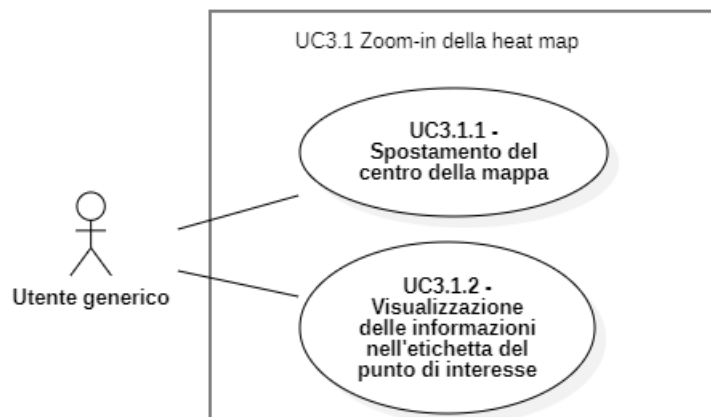 UC3.1 Zoom-in della heat map
UC3.1.1 -
Spostamento del
centro della mappa
Utente generico
UC3.1.2 -
Visualizzazione
delle informazioni
nell'etichetta del
punto di interesse